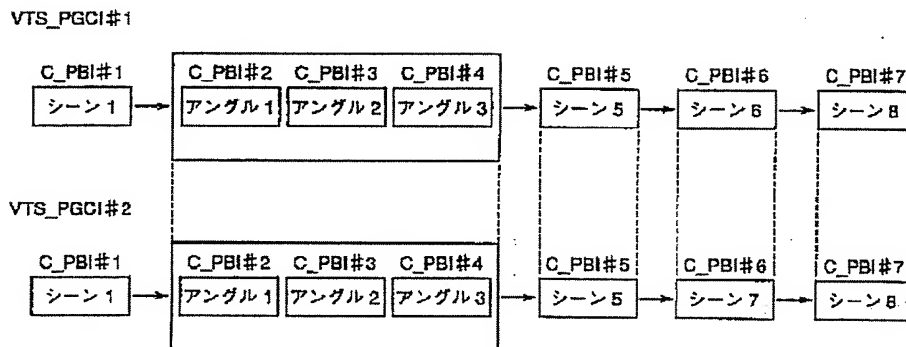 VTS_PGCI#1
C_PBI#1 C_PBI#2 C_PBI#3 C_PBI#4 C_PBI#5 C_PBI#6 C_PBI#7
シーン1 アングル1 アングル2 アングル3 シーン5 シーン6 シーン8
VTS_PGCI#2
C_PBI#1 C_PBI#2 C_PBI#3 C_PBI#4 C_PBI#5 C_PBI#6 C_PBI#7
シーン1 アングル1 アングル2 アングル3 シーン5 シーン7 シーン8